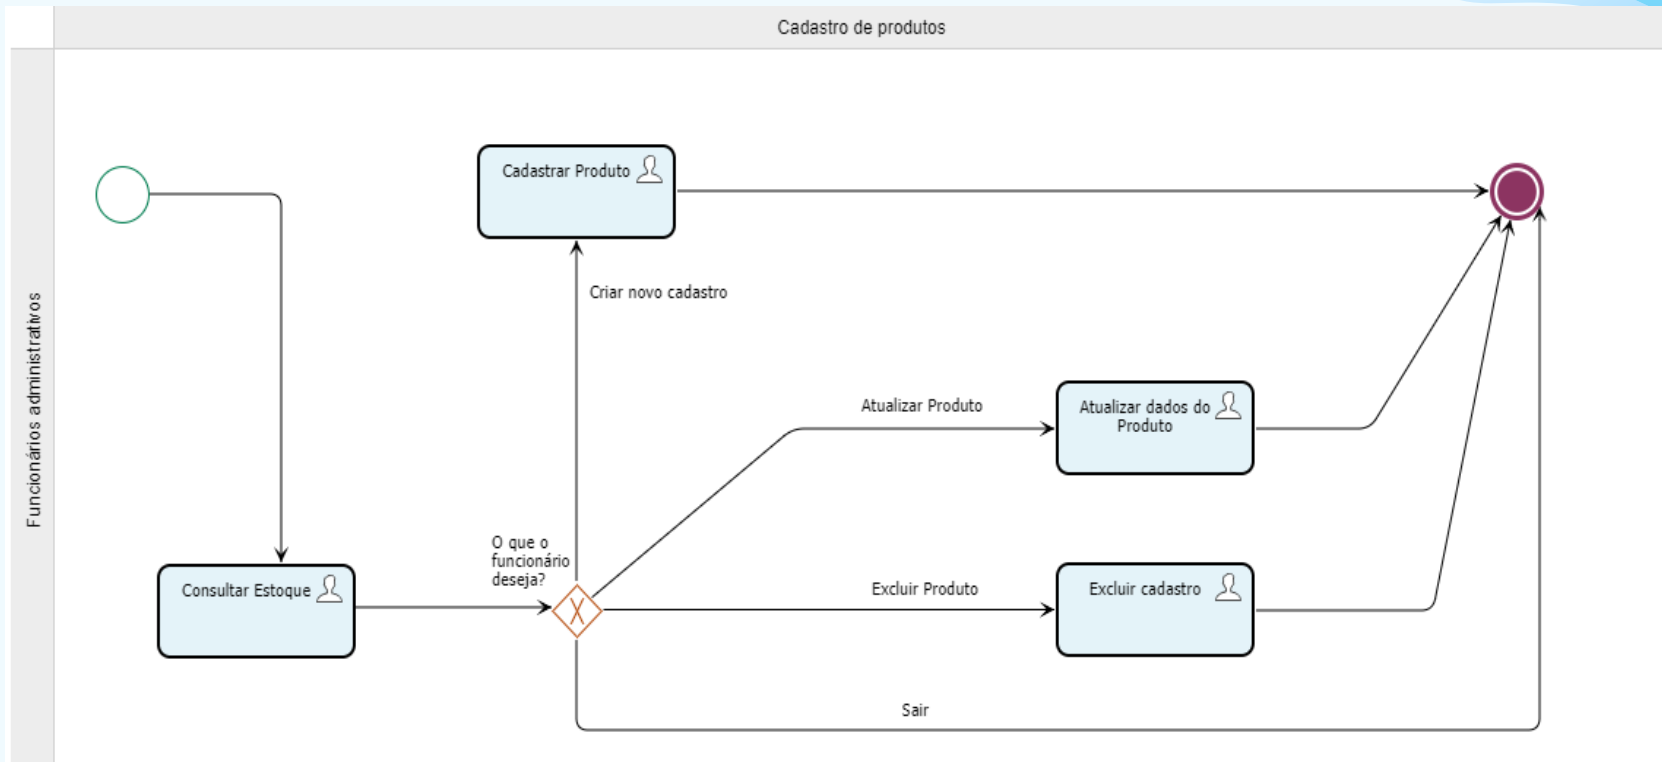 Cadastro de produtos
Funcionários administrativos
Cadastrar Produto
Criar novo cadastro
Atualizar Produto
Atualizar dados do
Produto
O que o
funcionário
deseja?
Consultar Estoque
X
Excluir Produto
Excluir cadastro
Sair